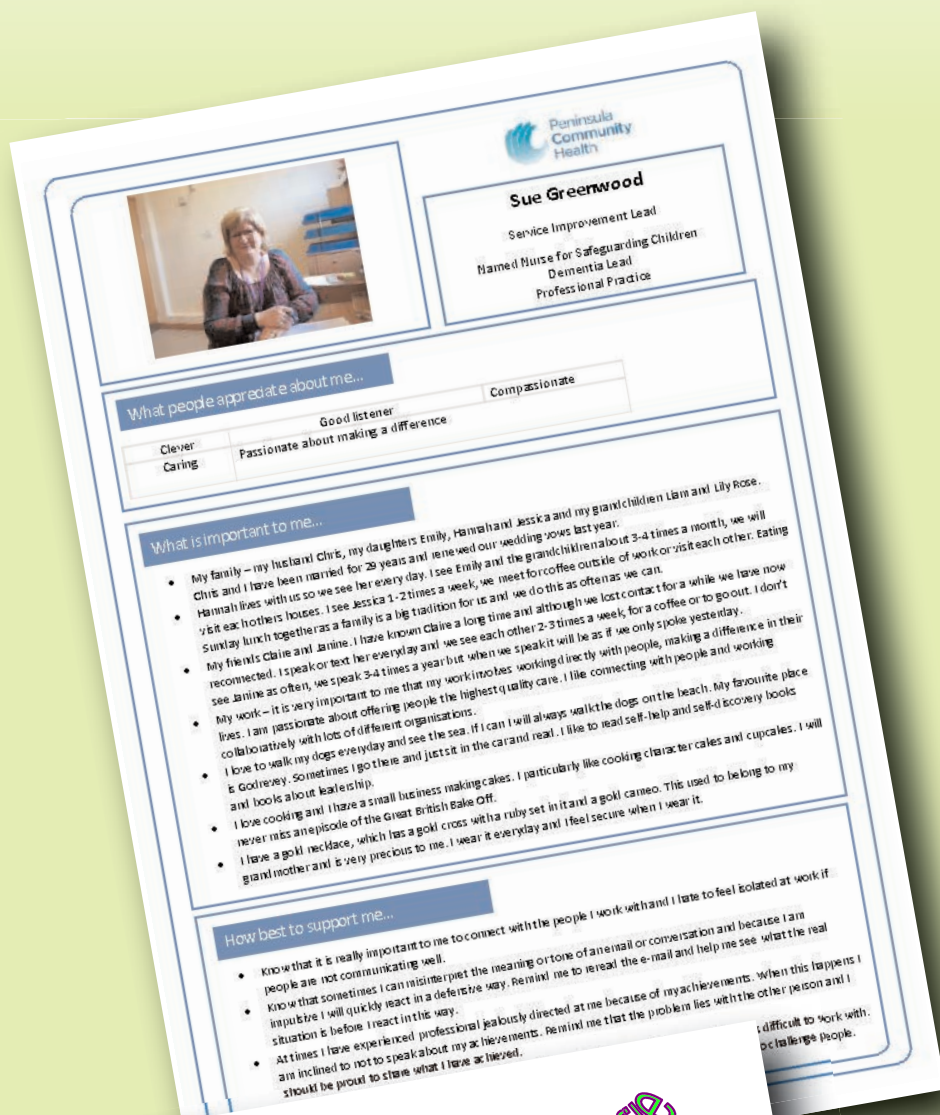 Peninsula
Community
Health
Sue Greenwood
Service Improvement Lead
Named Nurse for Safeguarding Children
Dementia Lead
Professional Practice
What people appreciate about me...
Clever
Good listener
Compassionate
Caring
Passionate about making a difference
What is important to me...
• My family – my husband Chris, my daughters Emily, Hannah and Jessica and my grandchildren Liam and Lily Rose.
Chris and I have been married for 29 years and renewed our wedding vows last year.
• Hannah lives with us so we see her every day. I see Emily and the grandchildren about 3-4 times a month, we will
visit each others houses. I see Jessica 1-2 times a week, we meet for coffee outside of work or visit each other. Eating
Sunday lunch together as a family is a big tradition for us and we do this as often as we can.
• My friends Claire and Janine. I have known Claire a long time and although we lost contact for a while we have now
reconnected. I speak or text her everyday and we see each other 2-3 times a week, for a coffee or to go out. I don't
see Janine as often, we speak 3-4 times a year but when we speak it will be as if we only spoke yesterday.
• My work – it is very important to me that my work involves working directly with people, making a difference in their
lives. I am passionate about offering people the highest quality care. I like connecting with people and working
collaboratively with lots of different organisations.
• I love to walk my dogs everyday and see the sea. If I can I will always walk the dogs on the beach. My favourite place
is Godrevey. Sometimes I go there and just sit in the car and read. I like to read self-help and self-discovery books
and books about leadership.
• I love cooking and I have a small business making cakes. I particularly like cooking character cakes and cupcakes. I will
never miss an episode of the Great British Bake Off.
• I have a gold necklace, which has a gold cross with a ruby set in it and a gold cameo. This used to belong to my
grandmother and is very precious to me. I wear it everyday and I feel secure when I wear it.
How best to support me...
• Know that it is really important to me to connect with the people I work with and I hate to feel isolated at work if
people are not communicating well.
• Know that sometimes I can misinterpret the meaning or tone of an email or conversation and because I am
impulsive I will quickly react in a defensive way. Remind me to reread the e-mail and help me see what the real
situation is before I react in this way.
• At times I have experienced professional jealously directed at me because of my achievements. When this happens I
am inclined to not to speak about my achievements. Remind me that the problem lies with the other person and I
should be proud to share what I have achieved.
difficult to work with.
challenge people.